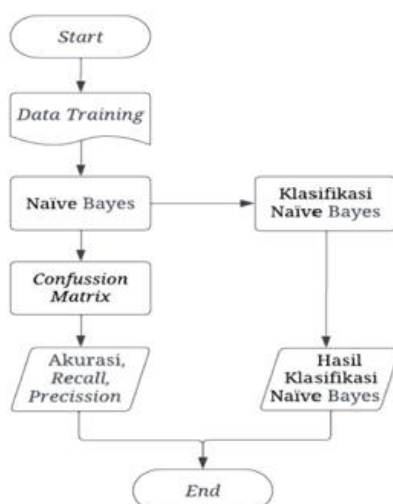 Start
Data Training
Naïve Bayes
Klasifikasi
Naïve Bayes
Confussion
Matrix
Akurasi,
Recall,
Precission
Hasil
Klasifikasi
Naïve Bayes
End